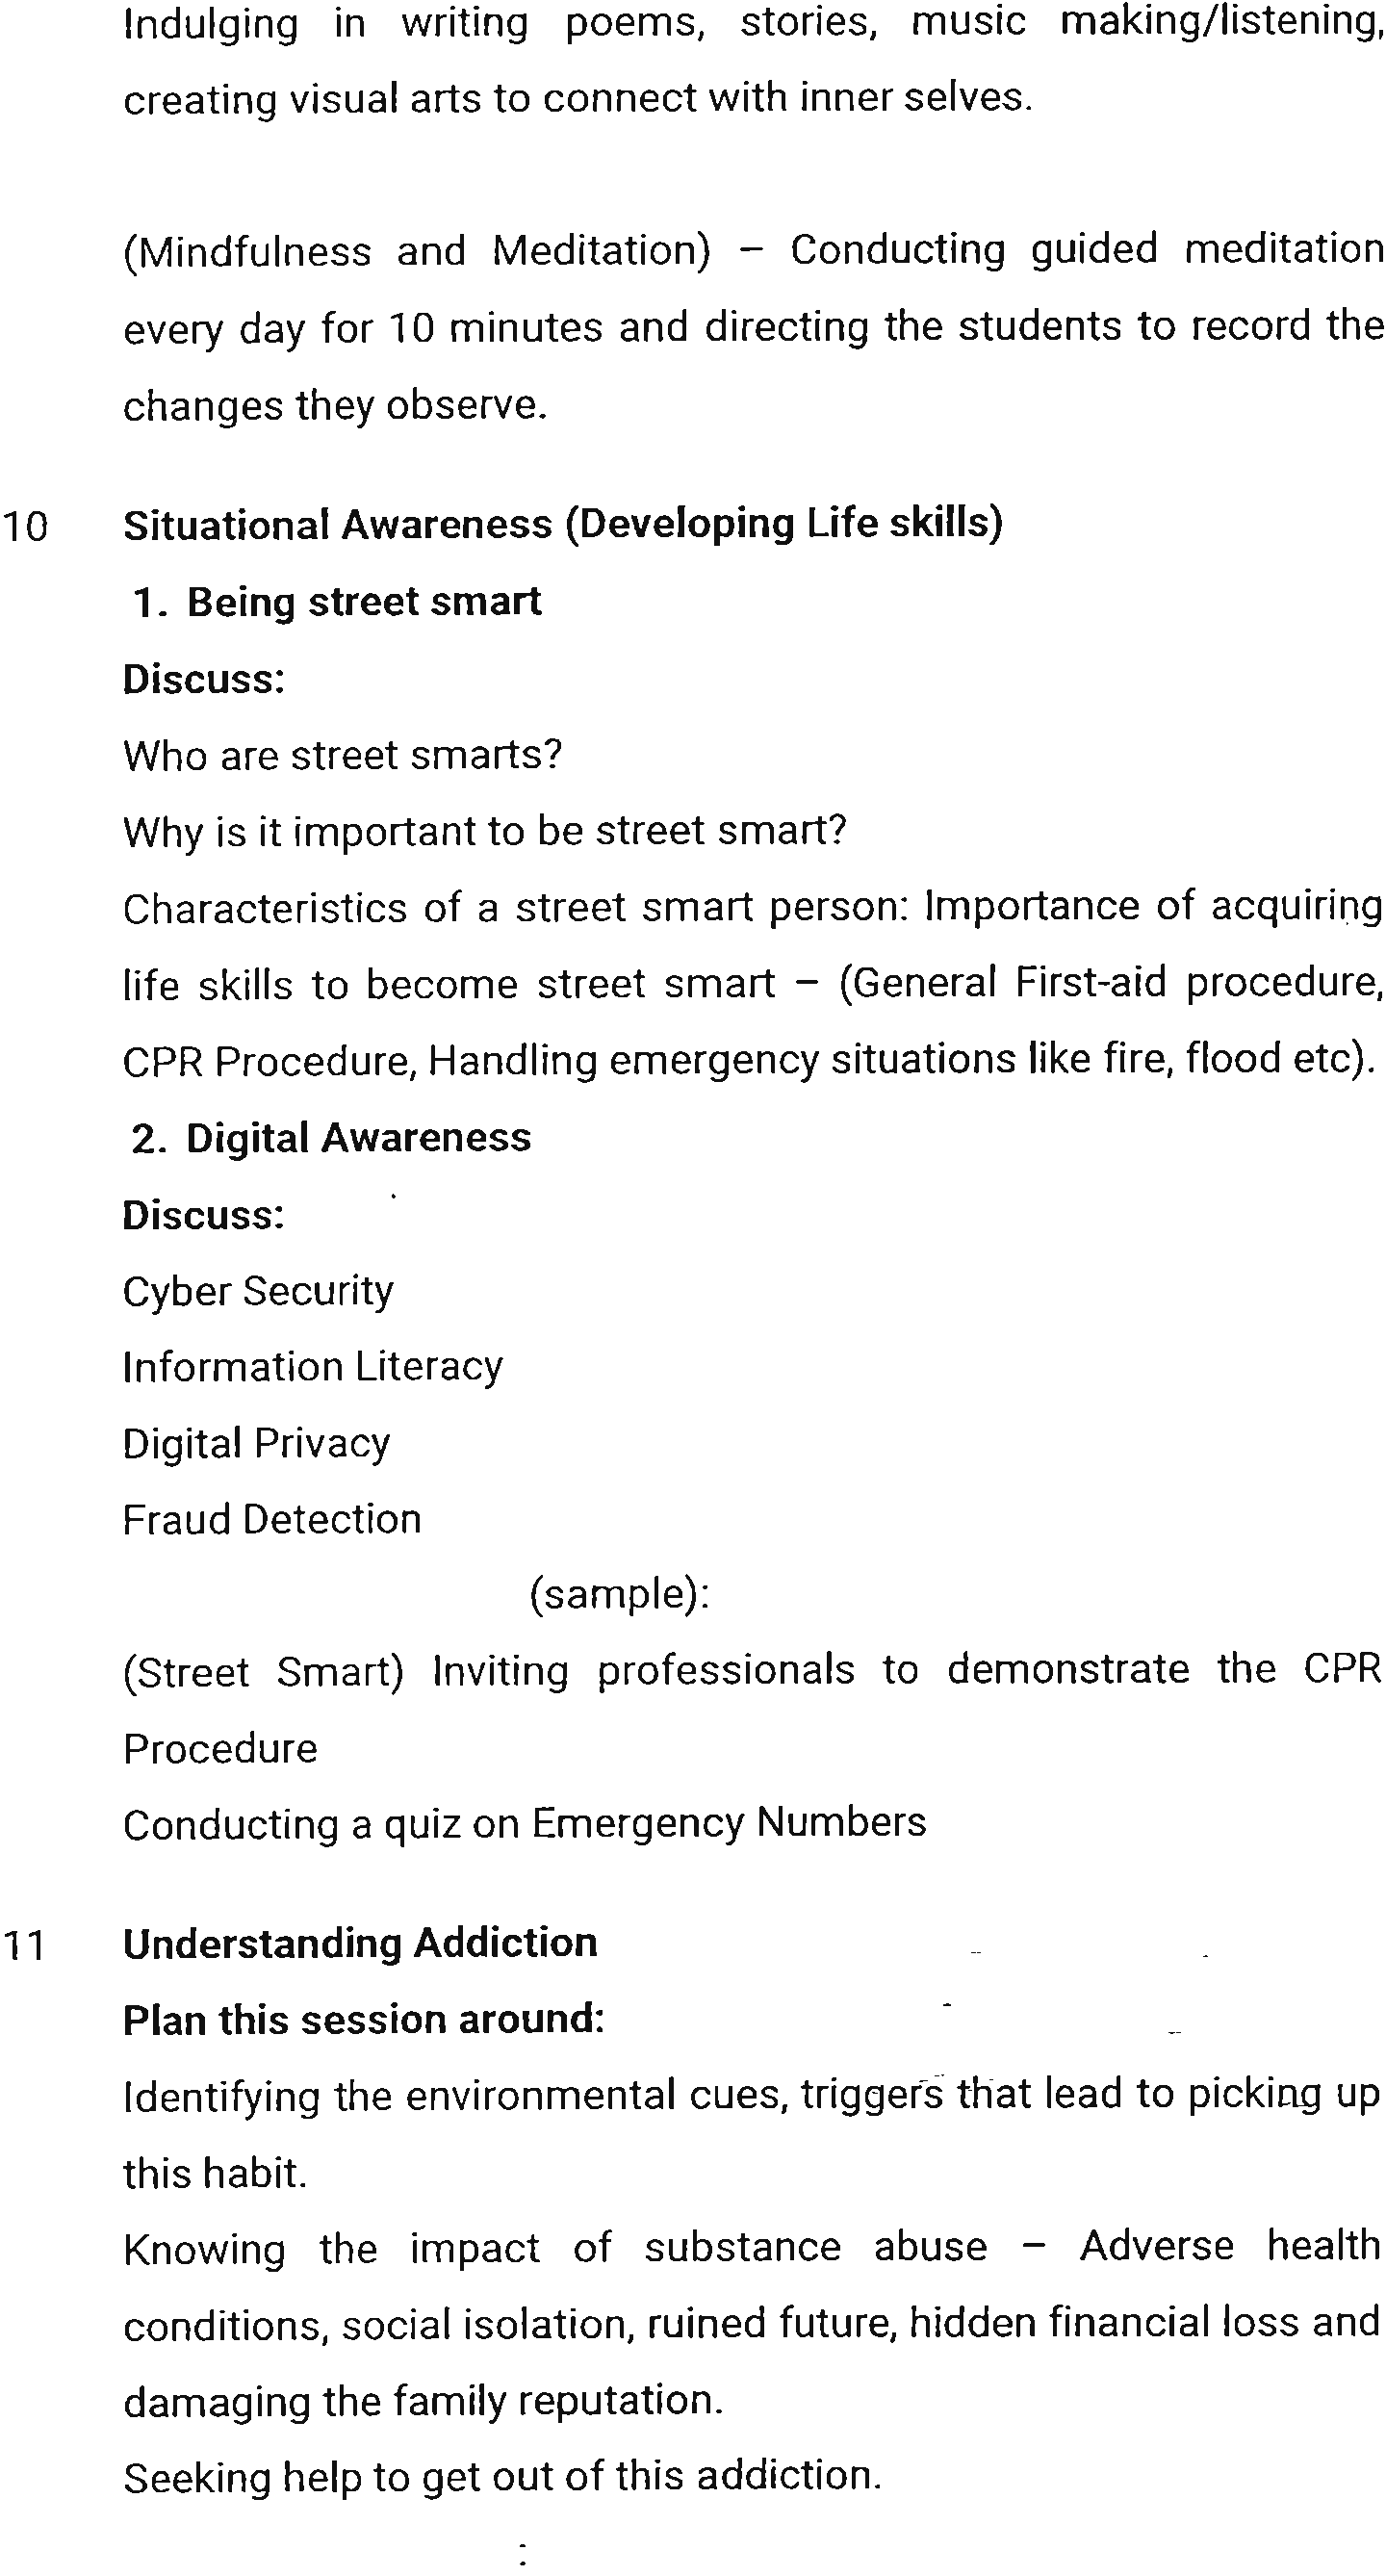 Indulging in writing poems, stories, music making/listening,
creating visual arts to connect with inner selves.
(Mindfulness and Meditation) – Conducting guided meditation
every day for 10 minutes and directing the students to record the
changes they observe.
10 Situational Awareness (Developing Life skills)
1. Being street smart
Discuss:
Who are street smarts?
Why is it important to be street smart?
Characteristics of a street smart person: Importance of acquiring
life skills to become street smart – (General First-aid procedure,
CPR Procedure, Handling emergency situations like fire, flood etc).
2. Digital Awareness
Discuss:
Cyber Security
Information Literacy
Digital Privacy
Fraud Detection
(sample):
(Street Smart) Inviting professionals to demonstrate the CPR
Procedure
Conducting a quiz on Emergency Numbers
11 Understanding Addiction
Plan this session around:
Identifying the environmental cues, triggers that lead to picking up
this habit.
Knowing the impact of substance abuse – Adverse health
conditions, social isolation, ruined future, hidden financial loss and
damaging the family reputation.
Seeking help to get out of this addiction.
: